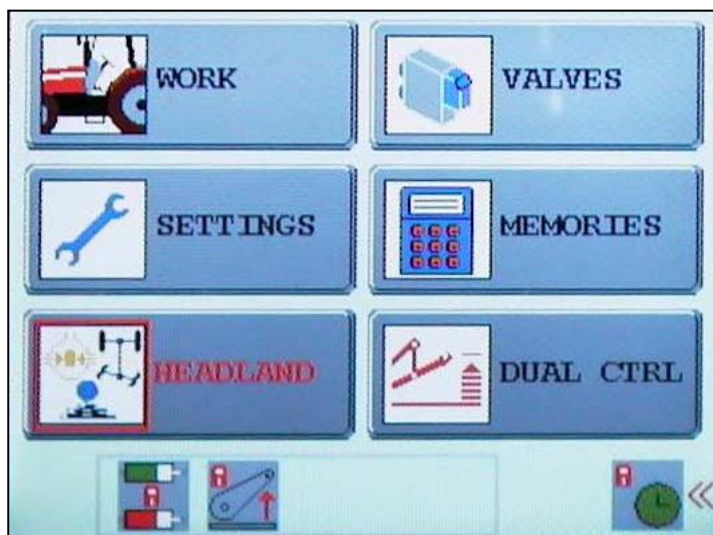 WORK
VALVES
SETTINGS
MEMORIES
HEADLAND
DUAL CTRL